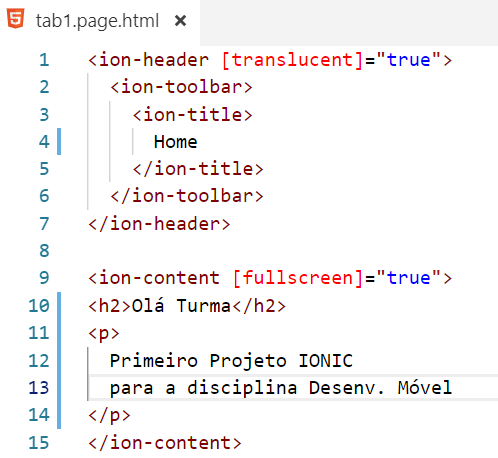 tab1.page.html ×
1 <ion-header [translucent]="true">
2 <ion-toolbar>
3 <ion-title>
4 Home
5 </ion-title>
6 </ion-toolbar>
7 </ion-header>
8
9 <ion-content [fullscreen]="true">
10 <h2>Olá Turma</h2>
11 <p>
12 Primeiro Projeto IONIC
13 para a disciplina Desenv. Móvel
14 </p>
15 </ion-content>